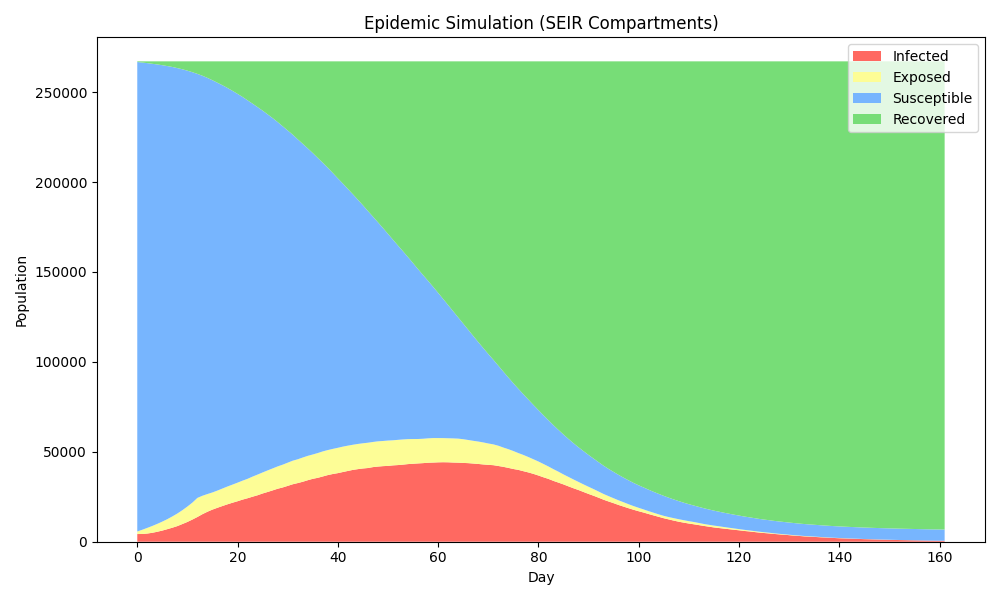 Epidemic Simulation (SEIR Compartments)
Infected
Exposed
Susceptible
Recovered
Population
250000
200000
150000
100000
50000
0
0 20 40 60 80 100 120 140 160
Day